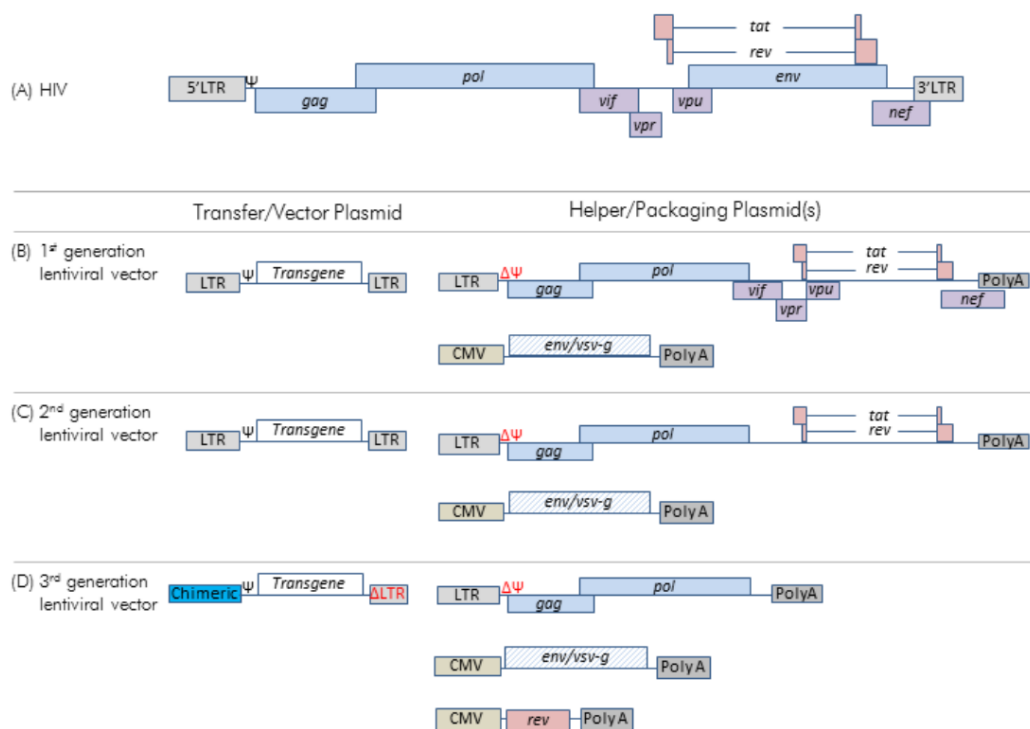 tat
rev
pol
env
(A) HIV
5'LTR
Ψ
gag
vif
vpu
3'LTR
vpr
nef
Transfer/Vector Plasmid
Helper/Packaging Plasmid(s)
(B) 1st generation
lentiviral vector
LTR
Ψ
Transgene
LTR
LTR
ΔΨ
gag
pol
vif
vpr
vpu
tat
rev
PolyA
nef
CMV
env/vsv-g
PolyA
(C) 2nd generation
lentiviral vector
LTR
Ψ
Transgene
LTR
LTR
ΔΨ
gag
pol
tat
rev
PolyA
CMV
env/vsv-g
PolyA
(D) 3rd generation
lentiviral vector
Chimeric
Ψ
Transgene
ΔLTR
LTR
ΔΨ
gag
pol
PolyA
CMV
env/vsv-g
PolyA
CMV
rev
PolyA